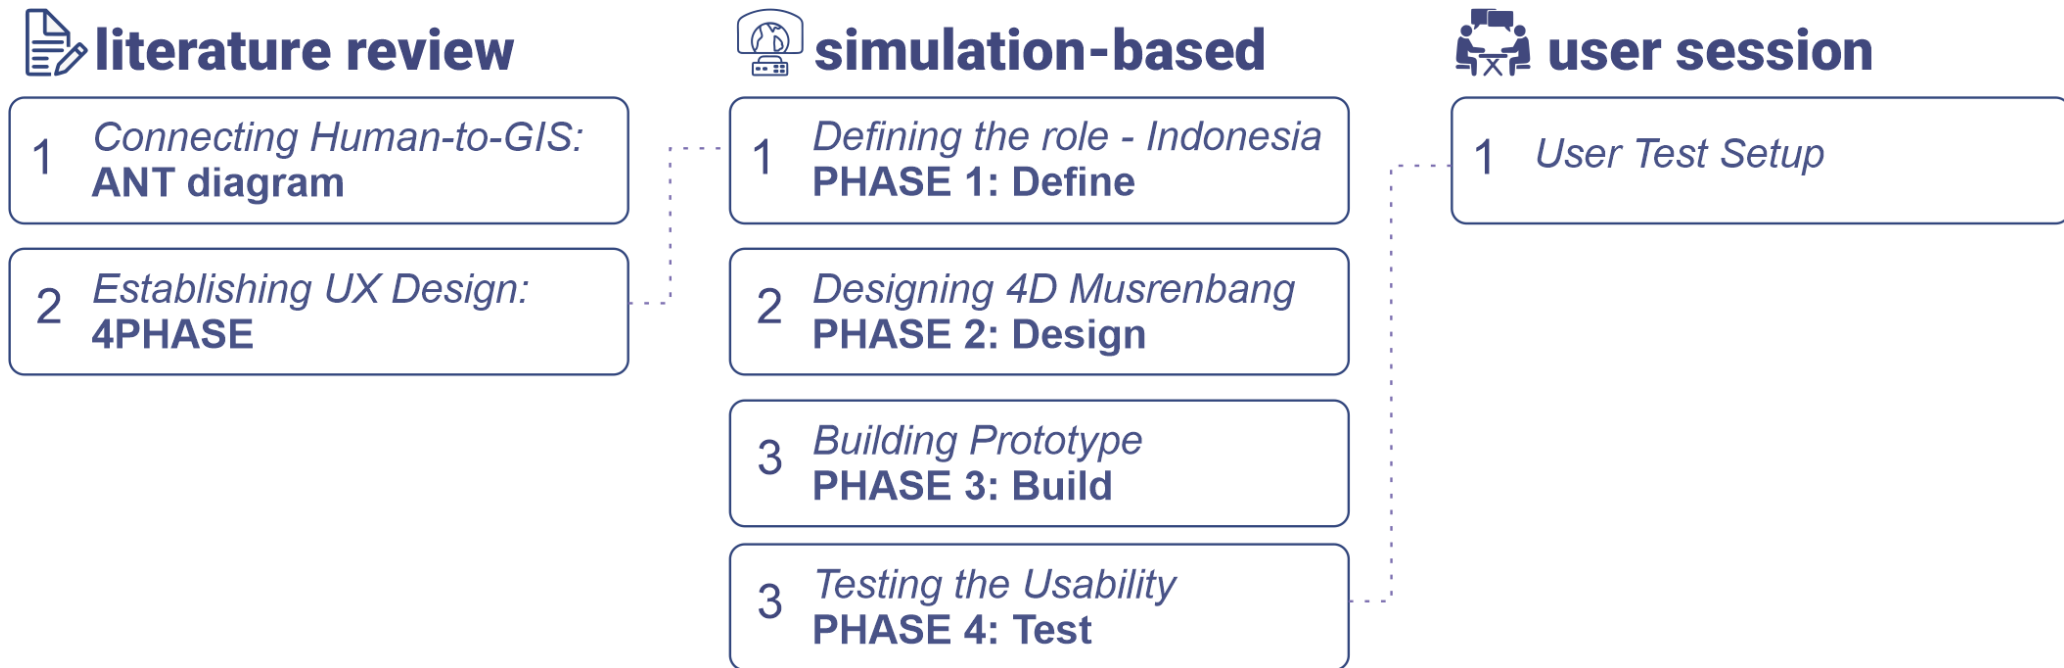 literature review
1
Connecting Human-to-GIS:
ANT diagram
2
Establishing UX Design:
4PHASE
simulation-based
1
Defining the role - Indonesia
PHASE 1: Define
2
Designing 4D Musrenbang
PHASE 2: Design
3
Building Prototype
PHASE 3: Build
3
Testing the Usability
PHASE 4: Test
user session
1
User Test Setup